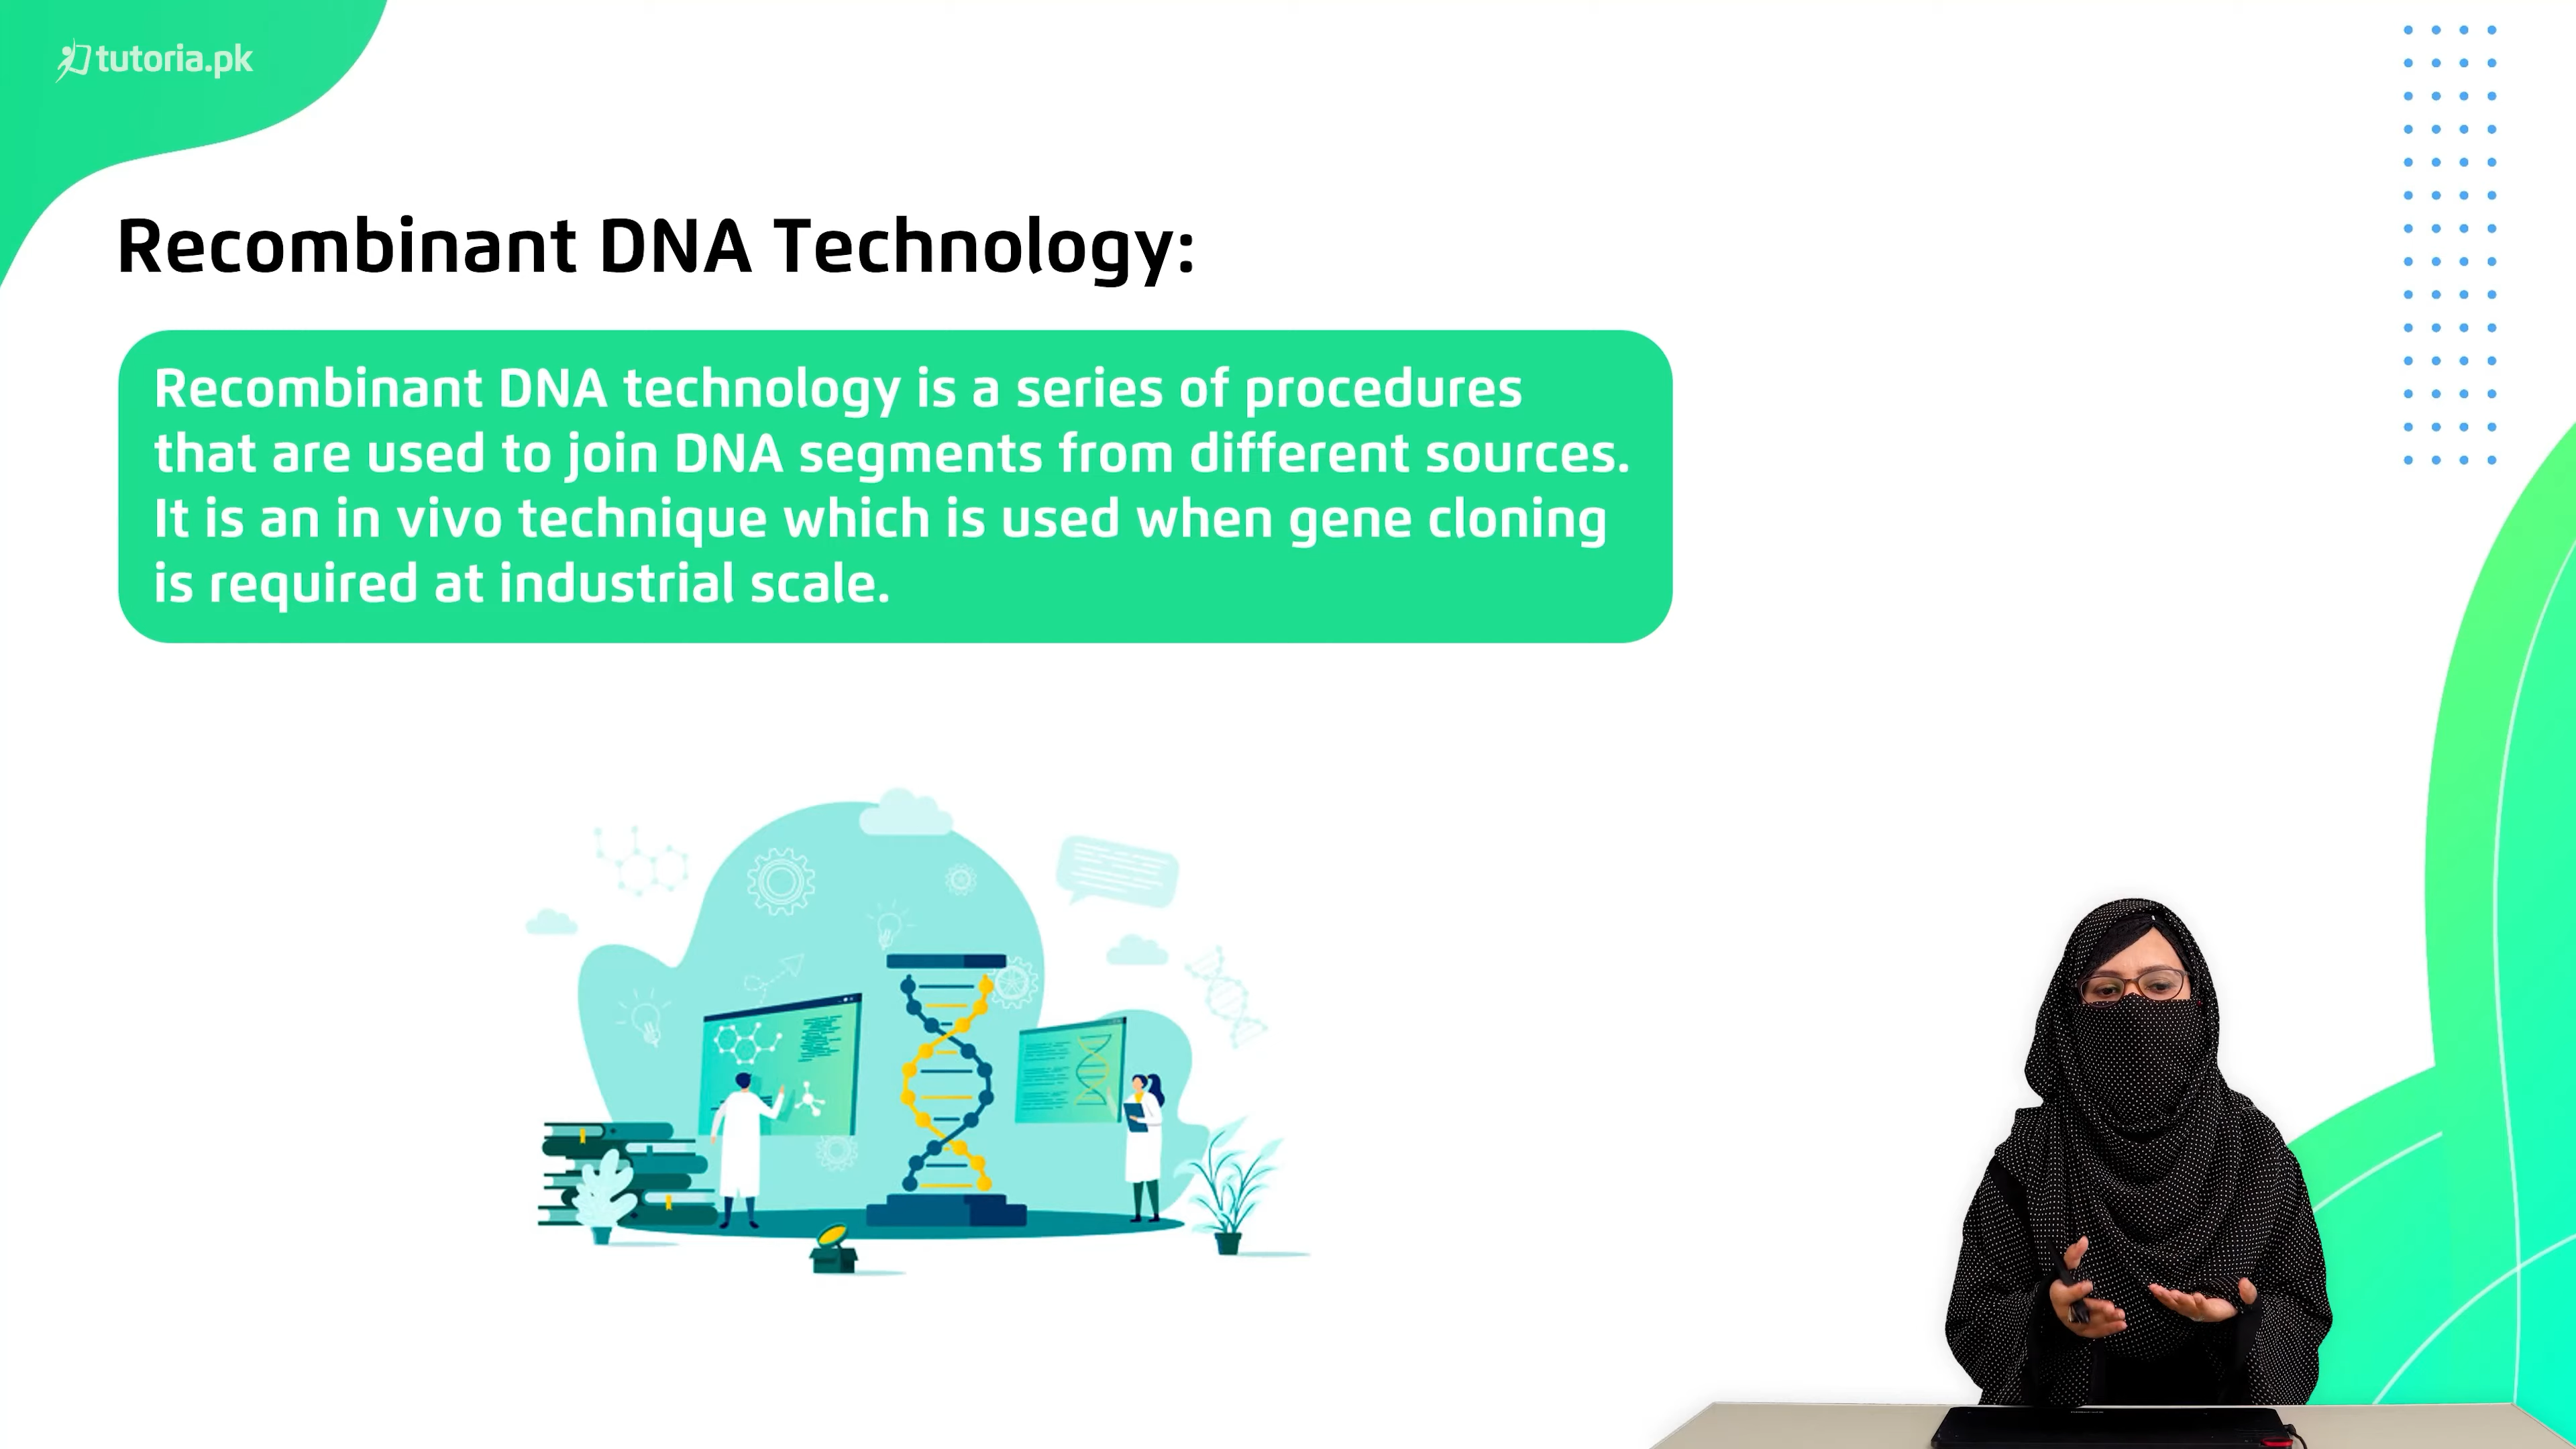 tutoria.pk
Recombinant DNA Technology:
Recombinant DNA technology is a series of procedures
that are used to join DNA segments from different sources.
It is an in vivo technique which is used when gene cloning
is required at industrial scale.